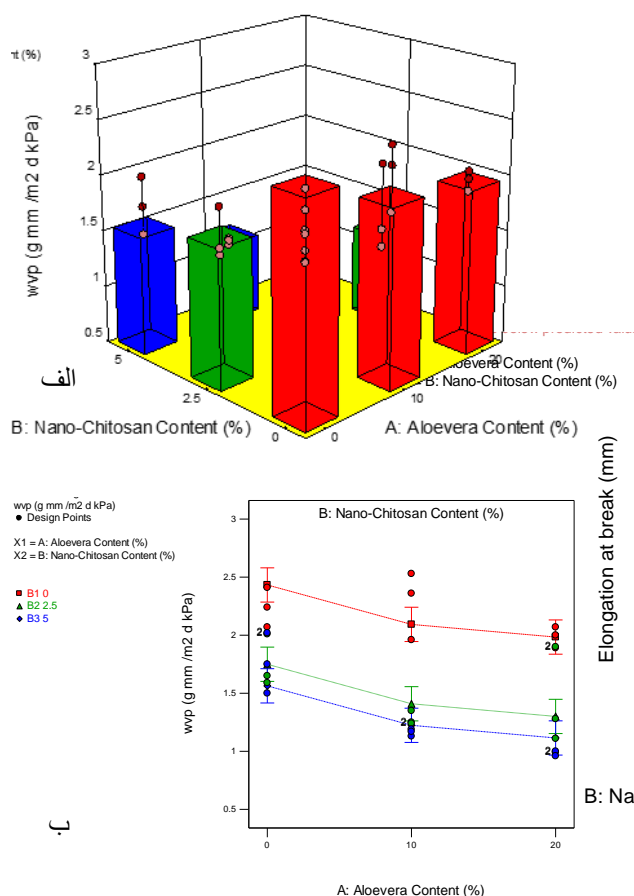 nt (%)
3
2.5
2
1.5
1
0.5
wvp (g mm /m2 d kPa)
5
2.5
0
0
10
20
الف
Aloevera Content (%)
B: Nano-Chitosan Content (%)
B: Nano-Chitosan Content (%)
A: Aloevera Content (%)
Elongation at break (mm)
wvp (g mm /m2 d kPa)
Design Points
X1 = A: Aloevera Content (%)
X2 = B: Nano-Chitosan Content (%)
B1 0
B2 2.5
B3 5
B: Nano-Chitosan Content (%)
3
2.5
2
1.5
1
0.5
wvp (g mm /m2 d kPa)
2
2
2
2
0
10
20
A: Aloevera Content (%)
B: Na
ب